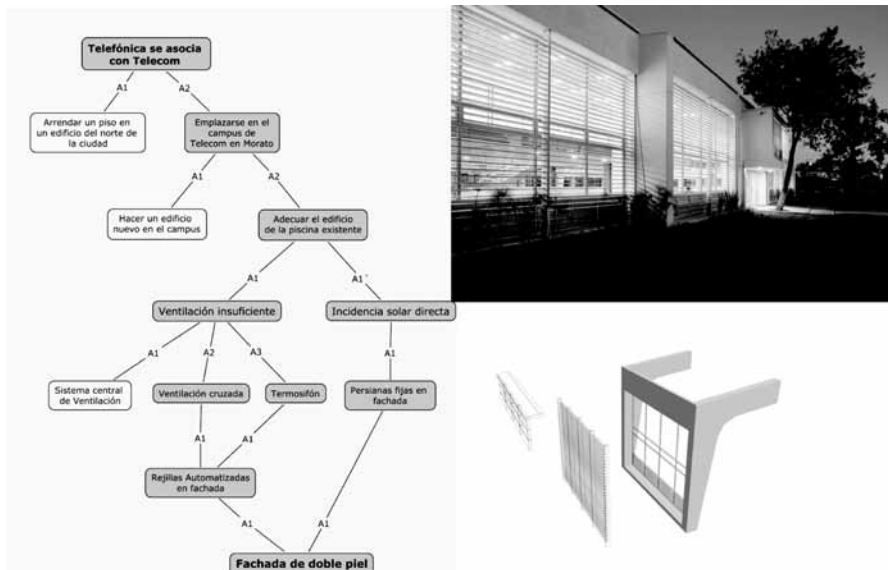 Telefónica se asocia
con Telecom
A1
A2
Arrendar un piso en
un edificio del norte de
la ciudad
Emplazarse en el
campus de
Telecom en Morato
A1
A2
Hacer un edificio
nuevo en el campus
Adecuar el edificio
de la piscina existente
A1
A1´
Ventilación insuficiente
Incidencia solar directa
A1
A2
A3
A1
Sistema central
de Ventilación
Ventilación cruzada
Termosifón
Persianas fijas en
fachada
A1
A1
Rejillas Automatizadas
en fachada
A1
A1
Fachada de doble piel